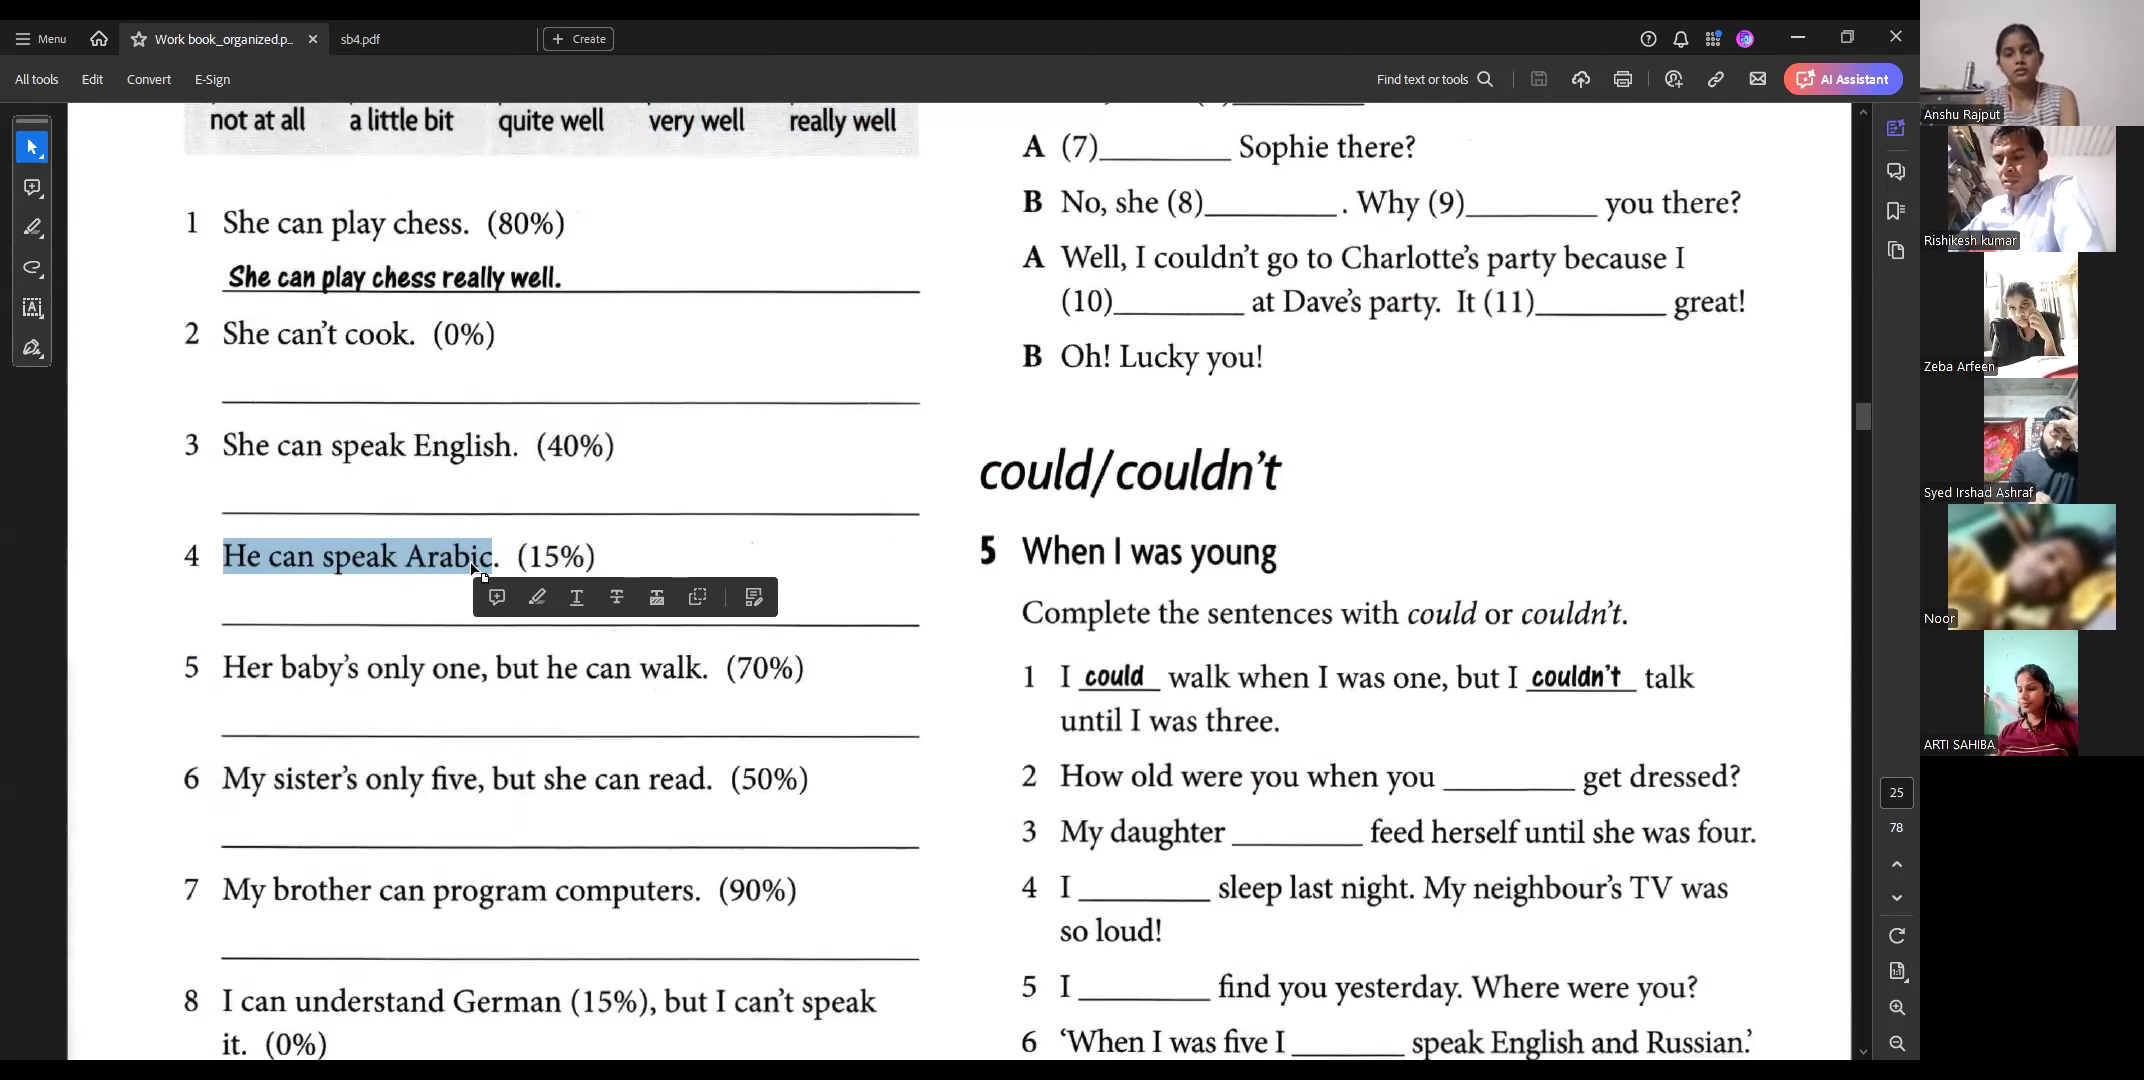 Menu
Work book_organized.p...
sb4.pdf
Create
All tools
Edit
Convert
E-Sign
Find text or tools
AI Assistant
not at all a little bit quite well very well really well
1 She can play chess. (80%)
She can play chess really well.
2 She can't cook. (0%)
3 She can speak English. (40%)
4 He can speak Arabic. (15%)
5 Her baby's only one, but he can walk. (70%)
6 My sister's only five, but she can read. (50%)
7 My brother can program computers. (90%)
8 I can understand German (15%), but I can't speak
it. (0%)
A (7)_________ Sophie there?
B No, she (8)_________ . Why (9)_________ you there?
A Well, I couldn't go to Charlotte's party because I
(10)_________ at Dave's party. It (11)_________ great!
B Oh! Lucky you!
could/couldn't
5 When I was young
Complete the sentences with could or couldn't.
1 I could walk when I was one, but I couldn't talk
until I was three.
2 How old were you when you _________ get dressed?
3 My daughter _________ feed herself until she was four.
4 I _________ sleep last night. My neighbour's TV was
so loud!
5 I _________ find you yesterday. Where were you?
6 'When I was five I ________ speak English and Russian.'
25
78
Anshu Rajput
Rishikesh kumar
Zeba Arfeen
Syed Irshad Ashraf
Noor
ARTI SAHIBA